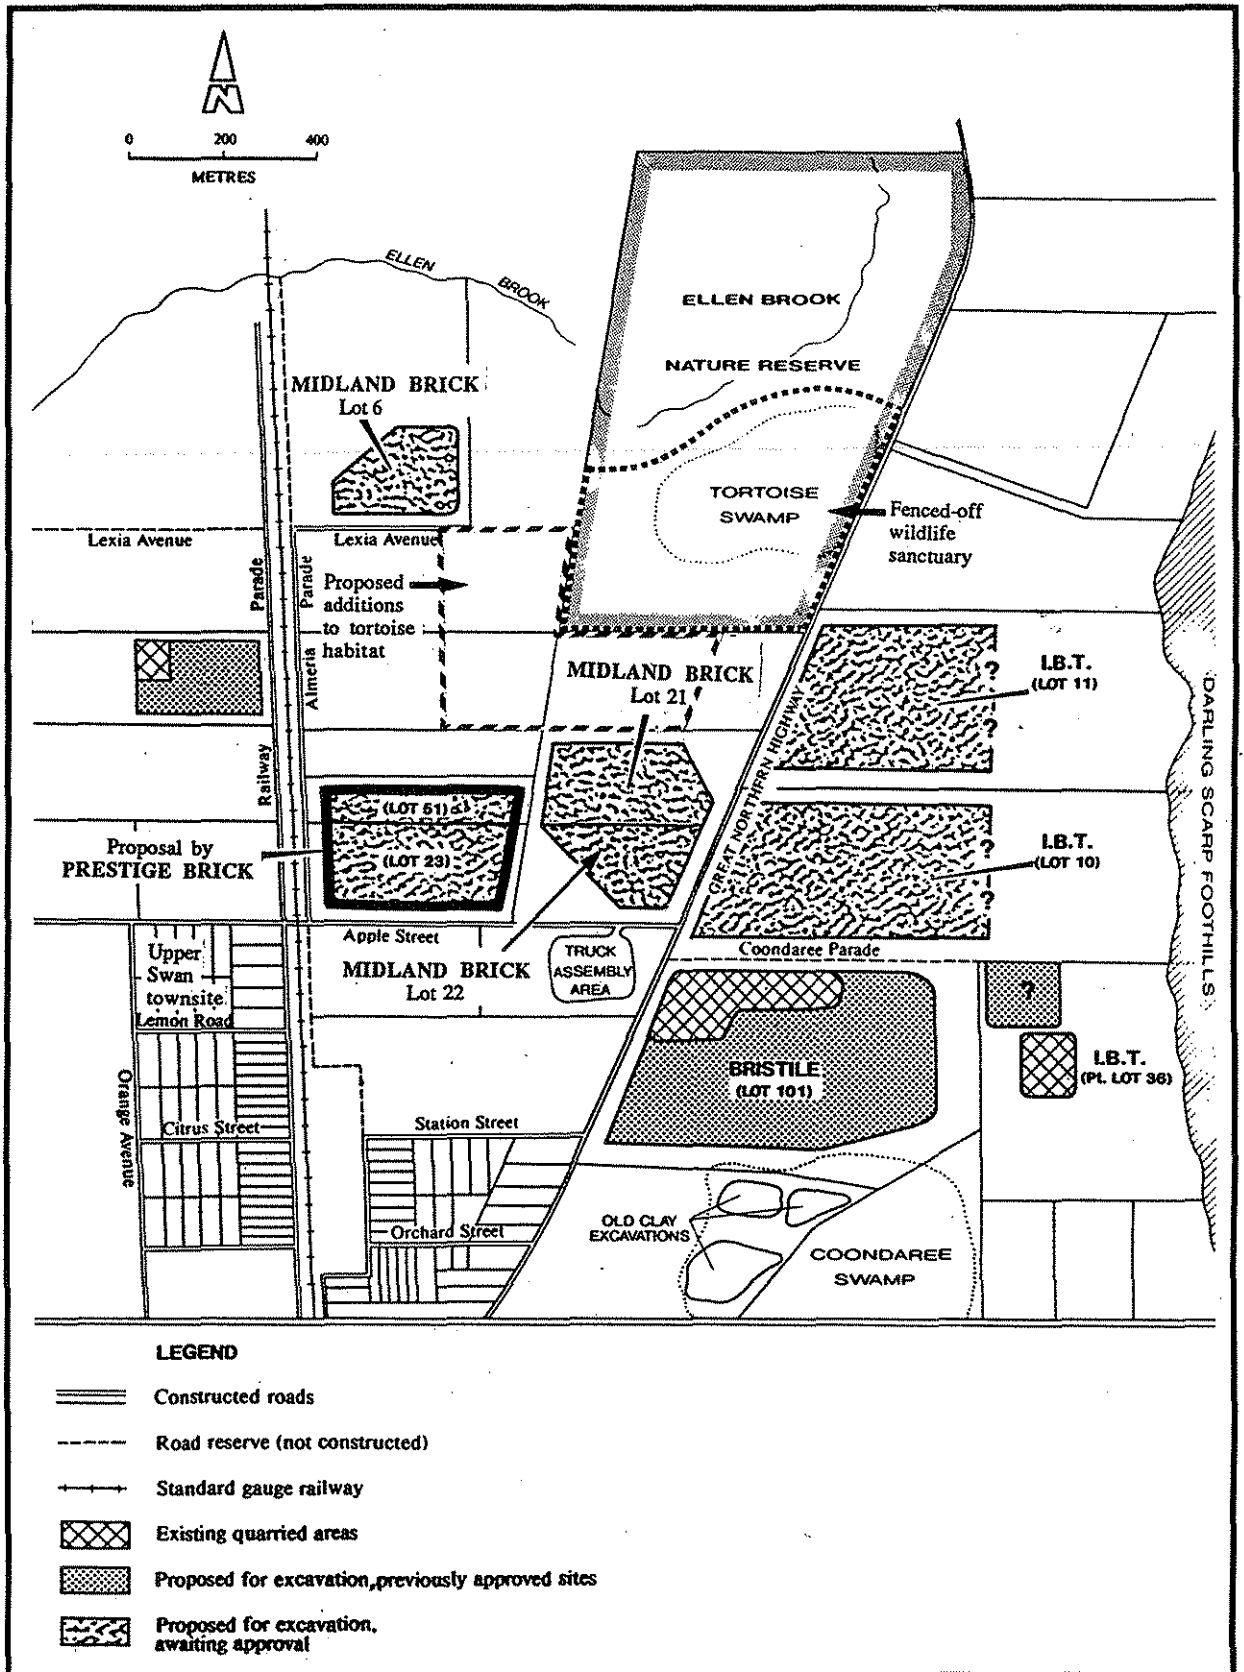 N
0 200 400
METRES
ELLEN
BROOK
ELLEN BROOK
NATURE RESERVE
MIDLAND BRICK
Lot 6
TORTOISE
SWAMP
Fenced-off
wildlife
sanctuary
Lexia Avenue
Lexia Avenue
Parade
Parade
Proposed
additions
to tortoise
habitat
Almeria
MIDLAND BRICK
Lot 21
?
?
I.B.T.
(LOT 11)
GREAT NORTHERN HIGHWAY
DARLING SCARP FOOTHILLS
Railway
(LOT 51)
(LOT 23)
Proposal by
PRESTIGE BRICK
?
?
I.B.T.
(LOT 10)
Apple Street
Coondaree Parade
Upper
Swan
townsite
Lemon Road
MIDLAND BRICK
Lot 22
TRUCK
ASSEMBLY
AREA
?
BRISTILE
(LOT 101)
I.B.T.
(Pt. LOT 36)
Orange Avenue
Citrus Street
Station Street
Orchard Street
OLD CLAY
EXCAVATIONS
COONDAREE
SWAMP
LEGEND
Constructed roads
Road reserve (not constructed)
Standard gauge railway
Existing quarried areas
Proposed for excavation, previously approved sites
Proposed for excavation,
awaiting approval